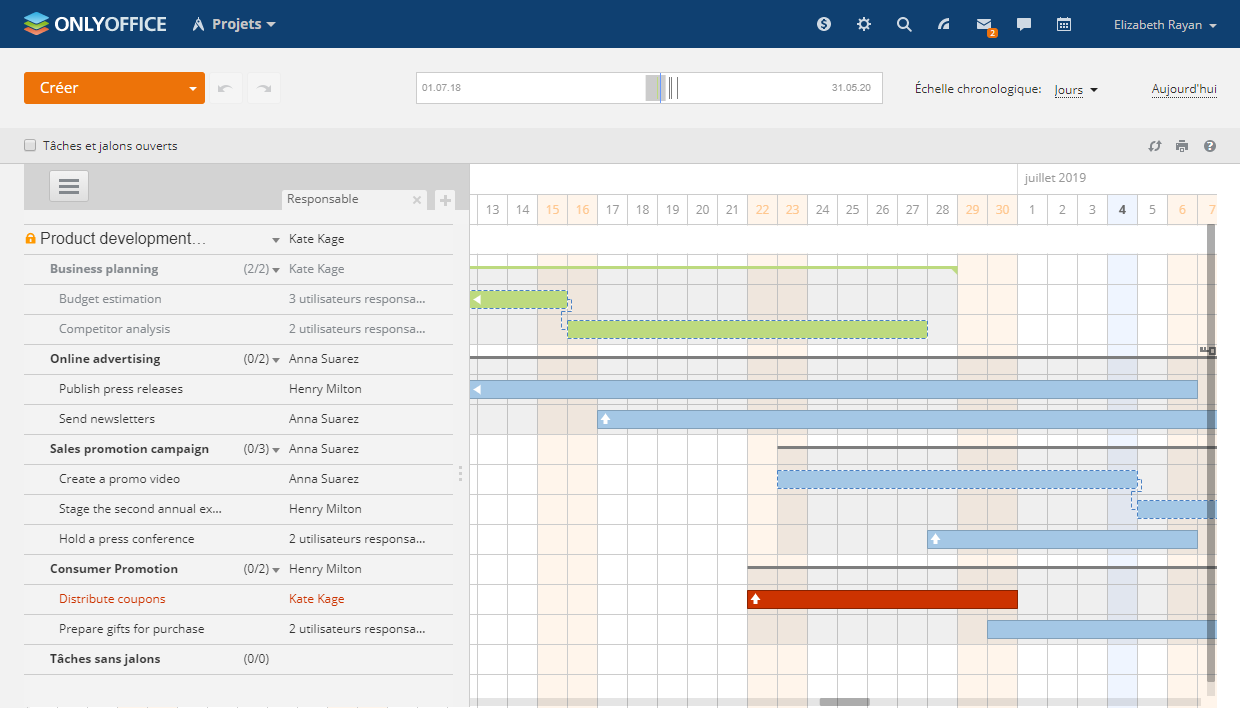 ONLYOFFICE Projets 2 Elizabeth Rayan
Créer 01.07.18 31.05.20 Échelle chronologique: Jours Aujourd'hui
Tâches et jalons ouverts
juillet 2019
Responsable
13 14 15 16 17 18 19 20 21 22 23 24 25 26 27 28 29 30 1 2 3 4 5 6 7
Product development... Kate Kage
Business planning (2/2) Kate Kage
Budget estimation 3 utilisateurs responsa...
Competitor analysis 2 utilisateurs responsa...
Online advertising (0/2) Anna Suarez
Publish press releases Henry Milton
Send newsletters Anna Suarez
Sales promotion campaign (0/3) Anna Suarez
Create a promo video Anna Suarez
Stage the second annual ex... Henry Milton
Hold a press conference 2 utilisateurs responsa...
Consumer Promotion (0/2) Henry Milton
Distribute coupons Kate Kage
Prepare gifts for purchase 2 utilisateurs responsa...
Tâches sans jalons (0/0)